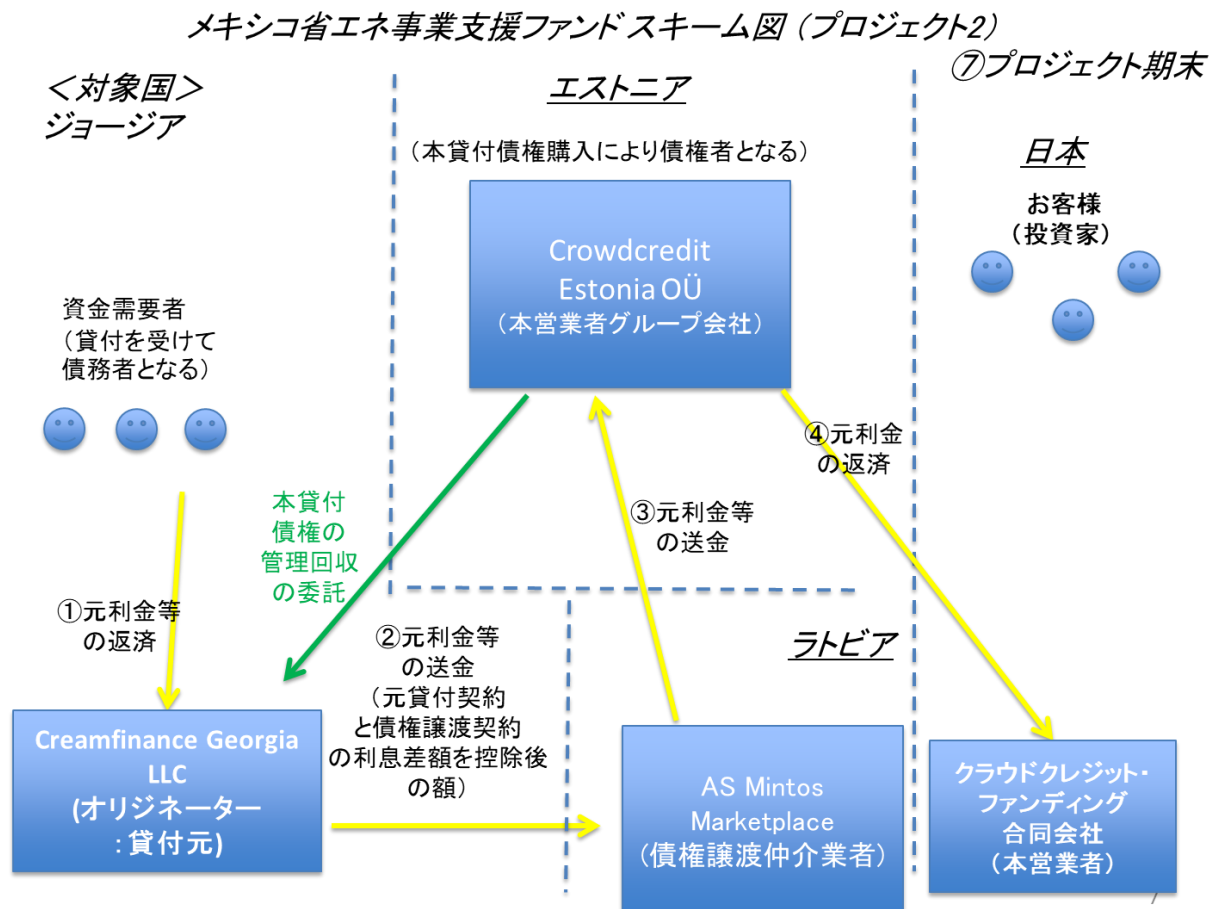 メキシコ省エネ事業支援ファンド スキーム図 (プロジェクト2)
⑦プロジェクト期末
＜対象国＞
ジョージア
エストニア
(本貸付債権購入により債権者となる)
日本
お客様
(投資家)
Crowdcredit
Estonia OÜ
(本営業者グループ会社)
資金需要者
(貸付を受けて
債務者となる)
④元利金
の返済
本貸付
債権の
管理回収
の委託
③元利金等
の送金
①元利金等
の返済
②元利金等
の送金
(元貸付契約
と債権譲渡契約
の利息差額を控除後
の額)
ラトビア
Creamfinance Georgia
LLC
(オリジネーター
：貸付元)
AS Mintos
Marketplace
(債権譲渡仲介業者)
クラウドクレジット・
ファンディング
合同会社
(本営業者)